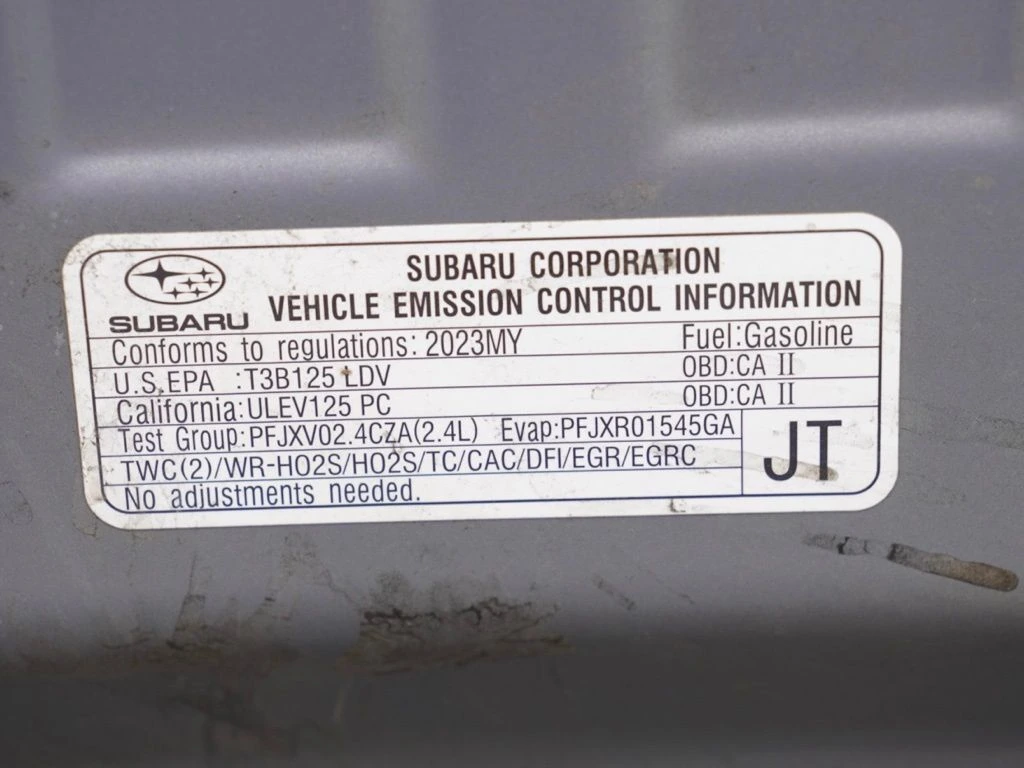 SUBARU CORPORATION
SUBARU VEHICLE EMISSION CONTROL INFORMATION
Conforms to regulations: 2023MY Fuel:Gasoline
U.S.EPA :T3B125 LDV OBD:CA II
California:ULEV125 PC OBD:CA II
Test Group:PFJXV02.4CZA(2.4L) Evap:PFJXR01545GA
JT
TWC(2)/WR-HO2S/HO2S/TC/CAC/DFI/EGR/EGRC
No adjustments needed.